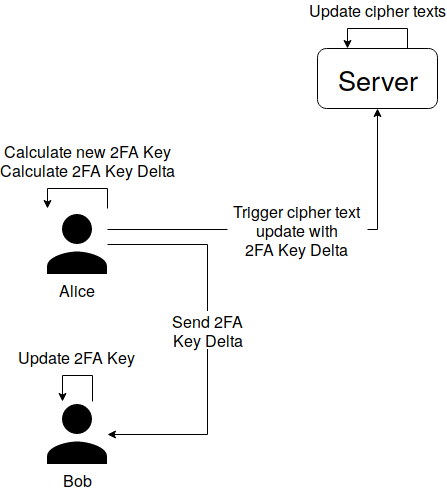 Update cipher texts
Server
Calculate new 2FA Key
Calculate 2FA Key Delta
Trigger cipher text
update with
2FA Key Delta
Alice
Send 2FA
Key Delta
Update 2FA Key
Bob